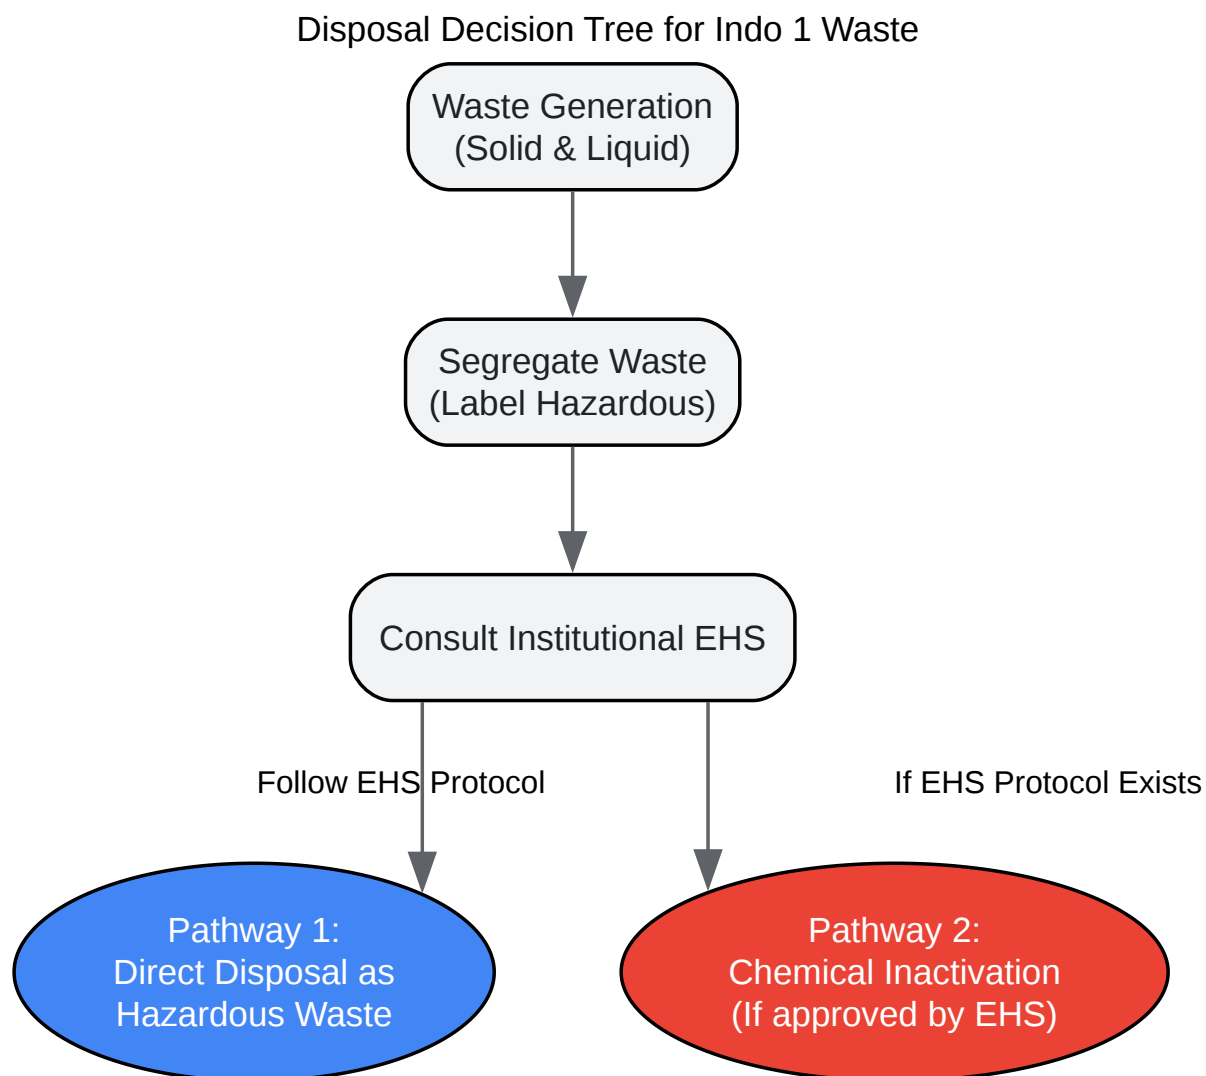 Disposal Decision Tree for Indo 1 Waste
Waste Generation
(Solid & Liquid)
Segregate Waste
(Label Hazardous)
Consult Institutional EHS
Follow EHS Protocol
If EHS Protocol Exists
Pathway 1:
Direct Disposal as
Hazardous Waste
Pathway 2:
Chemical Inactivation
(If approved by EHS)